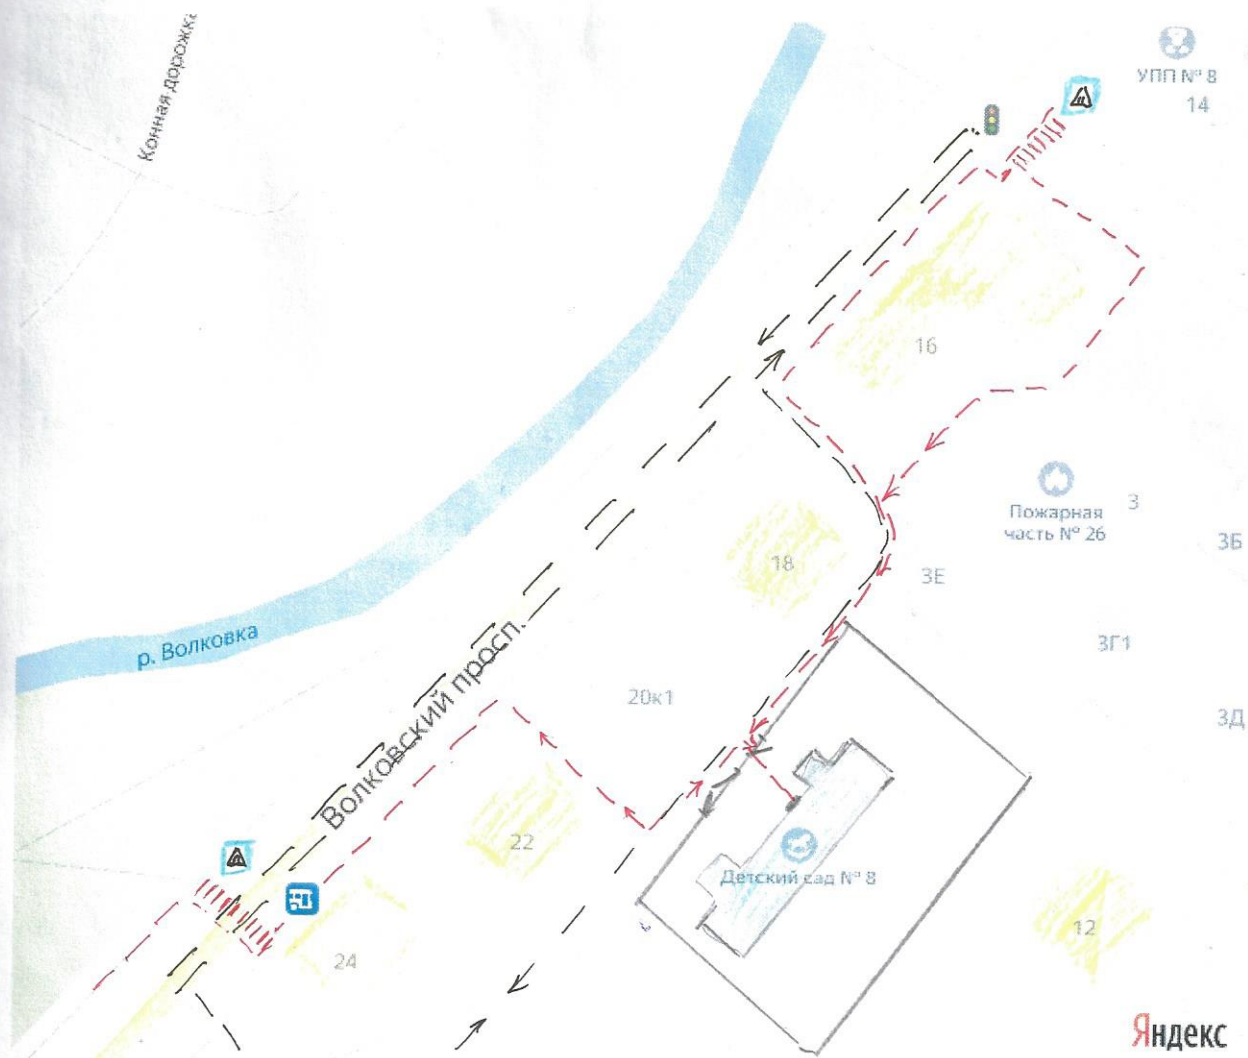 Конная дорожка
УПП № 8
14
16
Пожарная
часть № 26
3
3Б
18
3Е
р. Волковка
Волковский просп.
3Г1
20к1
3Д
22
Детский сад № 8
12
24
Яндекс